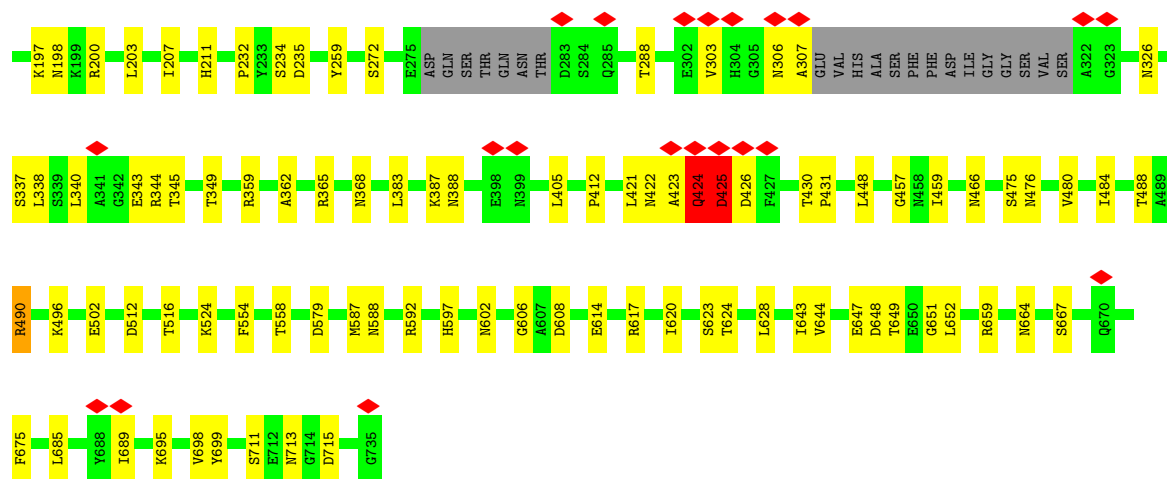 K197 N198 K199 R200 L203 I207 H211 P232 Y233 S234 D235 Y259 S272 E275 ASP GLN SER THR GLN ASN THR D283 S284 Q285 T288 E302 V303 H304 G305 N306 A307 GLU VAL HIS ALA SER PHE PHE ASP ILE GLY GLY SER VAL SER A322 G323 N326
S337 L338 S339 L340 A341 G342 E343 R344 T345 T349 R359 A362 R365 N368 L383 K387 N388 E398 N399 L405 P412 L421 N422 A423 Q424 D425 D426 F427 T430 P431 L448 G457 N458 I459 N466 S475 N476 V480 I484 T488 A489
R490 K496 E502 D512 T516 K524 F554 T558 D579 M587 N588 R592 H597 N602 G606 A607 D608 E614 R617 I620 S623 T624 L628 I643 V644 E647 D648 T649 E650 G651 L652 R659 N664 S667 Q670
F675 L685 Y688 I689 K695 V698 Y699 S711 E712 N713 G714 D715 G735